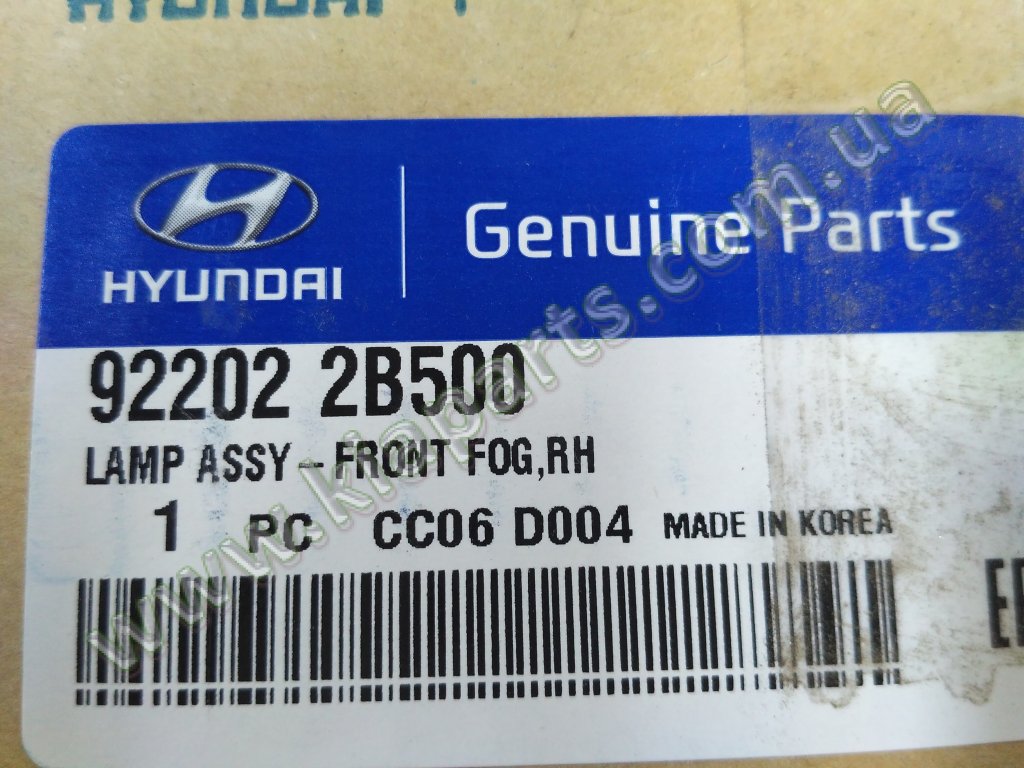 HYUNDAI
HYUNDAI
Genuine Parts
92202 2B500
LAMP ASSY-FRONT FOG,RH
1 PC CC06 D004 MADE IN KOREA
www.kiaparts.com.ua